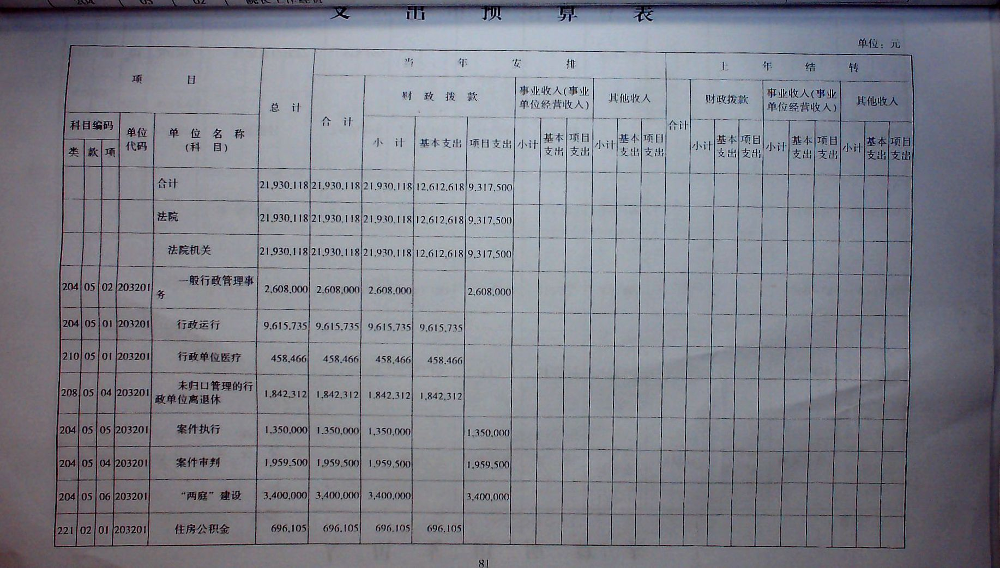 204 05 02 院长工作经费
支出预算表
单位：元
项目 总计 当年安排 上年结转
合计 财政拨款 事业收入(事业单位经营收入) 其他收入 合计 财政拨款 事业收入(事业单位经营收入) 其他收入
科目编码 单位代码 单位名称(科目)
类 款 项 小计 基本支出 项目支出 小计 基本支出 项目支出 小计 基本支出 项目支出 小计 基本支出 项目支出 小计 基本支出 项目支出 小计 基本支出 项目支出
合计 21,930,118 21,930,118 21,930,118 12,612,618 9,317,500
法院 21,930,118 21,930,118 21,930,118 12,612,618 9,317,500
法院机关 21,930,118 21,930,118 21,930,118 12,612,618 9,317,500
204 05 02 203201 一般行政管理事务 2,608,000 2,608,000 2,608,000 2,608,000
204 05 01 203201 行政运行 9,615,735 9,615,735 9,615,735 9,615,735
210 05 01 203201 行政单位医疗 458,466 458,466 458,466 458,466
208 05 04 203201 未归口管理的行政单位离退休 1,842,312 1,842,312 1,842,312 1,842,312
204 05 05 203201 案件执行 1,350,000 1,350,000 1,350,000 1,350,000
204 05 04 203201 案件审判 1,959,500 1,959,500 1,959,500 1,959,500
204 05 06 203201 “两庭”建设 3,400,000 3,400,000 3,400,000 3,400,000
221 02 01 203201 住房公积金 696,105 696,105 696,105 696,105
81